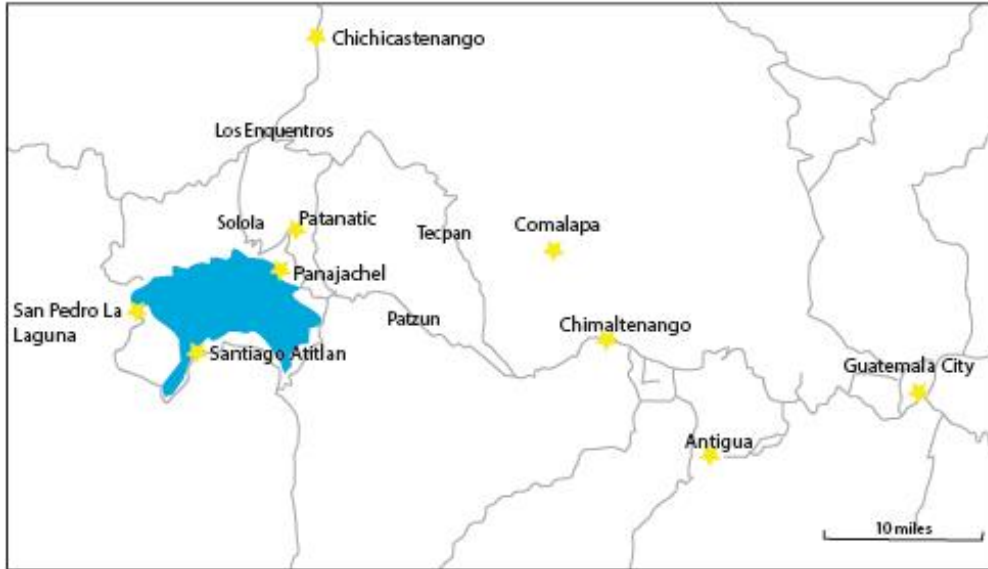 Chichicastenango
Los Enquentros
Solola
Patanatic
Tecpan
Comalapa
Panajachel
San Pedro La
Laguna
Patzun
Chimaltenango
Santiago Atitlan
Guatemala City
Antigua
10 miles